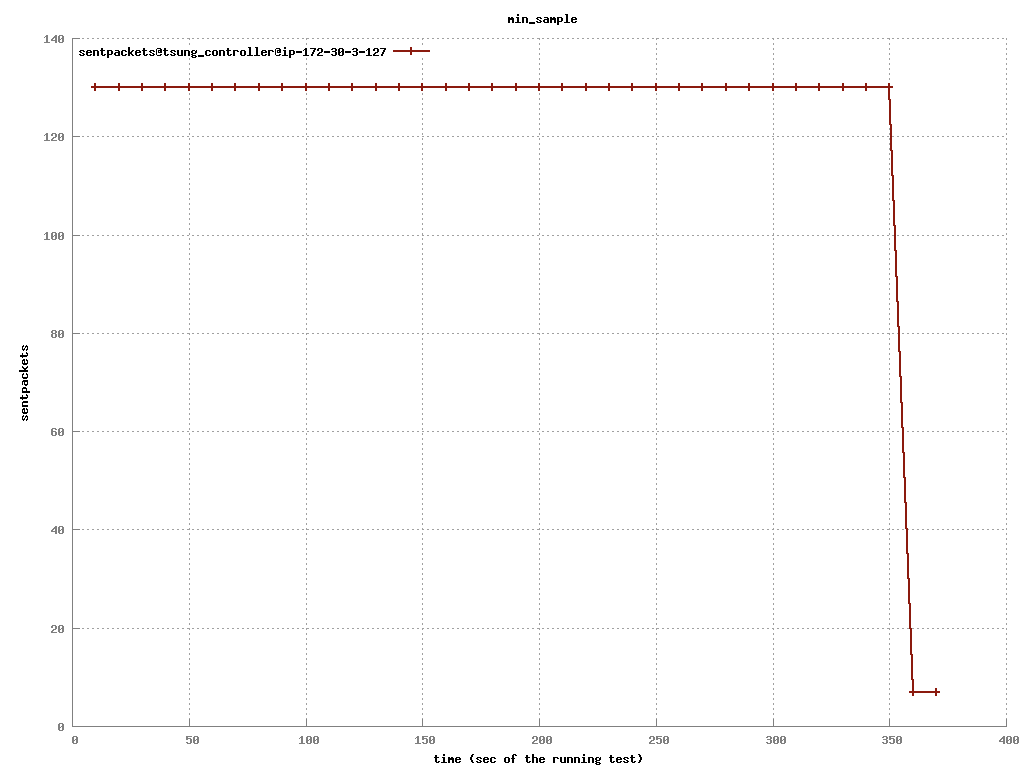 min_sample
140
sentpackets@tsung_controller@ip-172-30-3-127
120
100
80
sentpackets
60
40
20
0
0 50 100 150 200 250 300 350 400
time (sec of the running test)